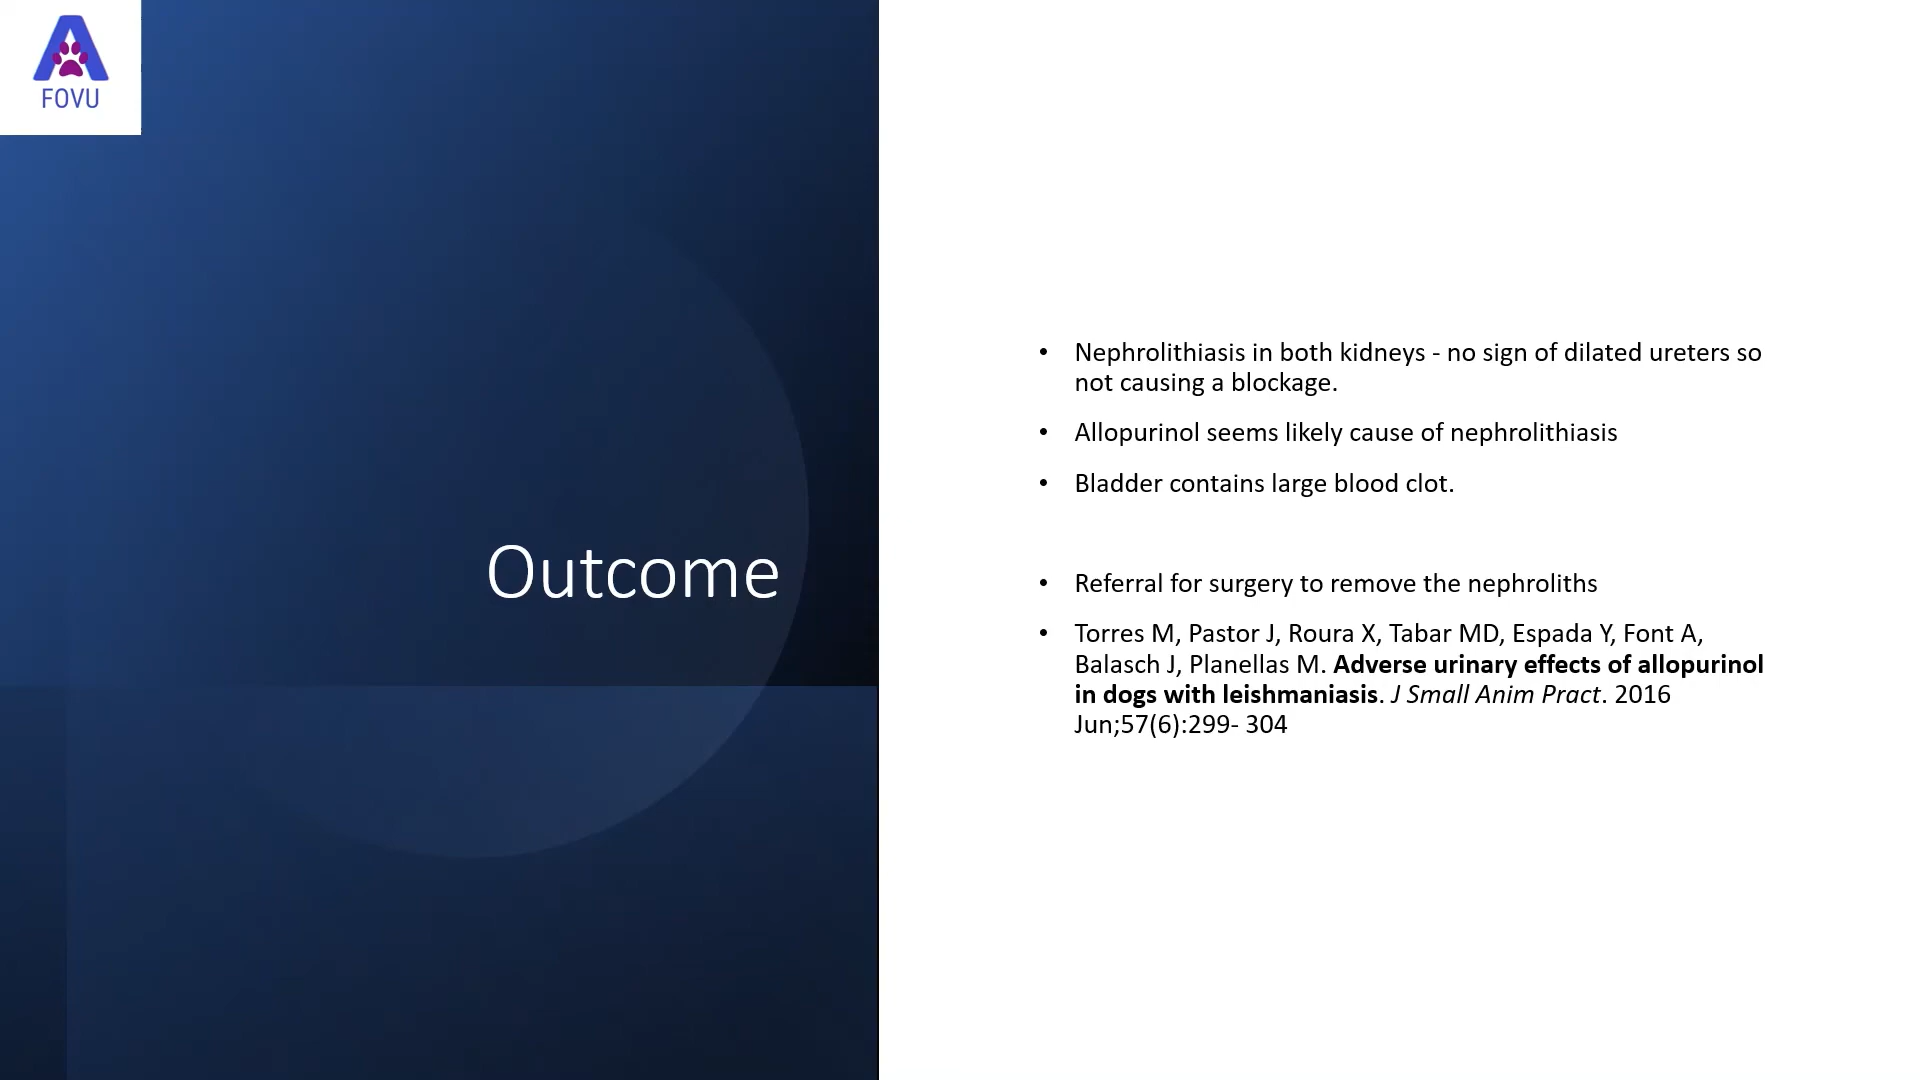 A
FOVU
Outcome
• Nephrolithiasis in both kidneys - no sign of dilated ureters so
not causing a blockage.
• Allopurinol seems likely cause of nephrolithiasis
• Bladder contains large blood clot.
• Referral for surgery to remove the nephroliths
• Torres M, Pastor J, Roura X, Tabar MD, Espada Y, Font A,
Balasch J, Planellas M. Adverse urinary effects of allopurinol
in dogs with leishmaniasis. J Small Anim Pract. 2016
Jun;57(6):299- 304